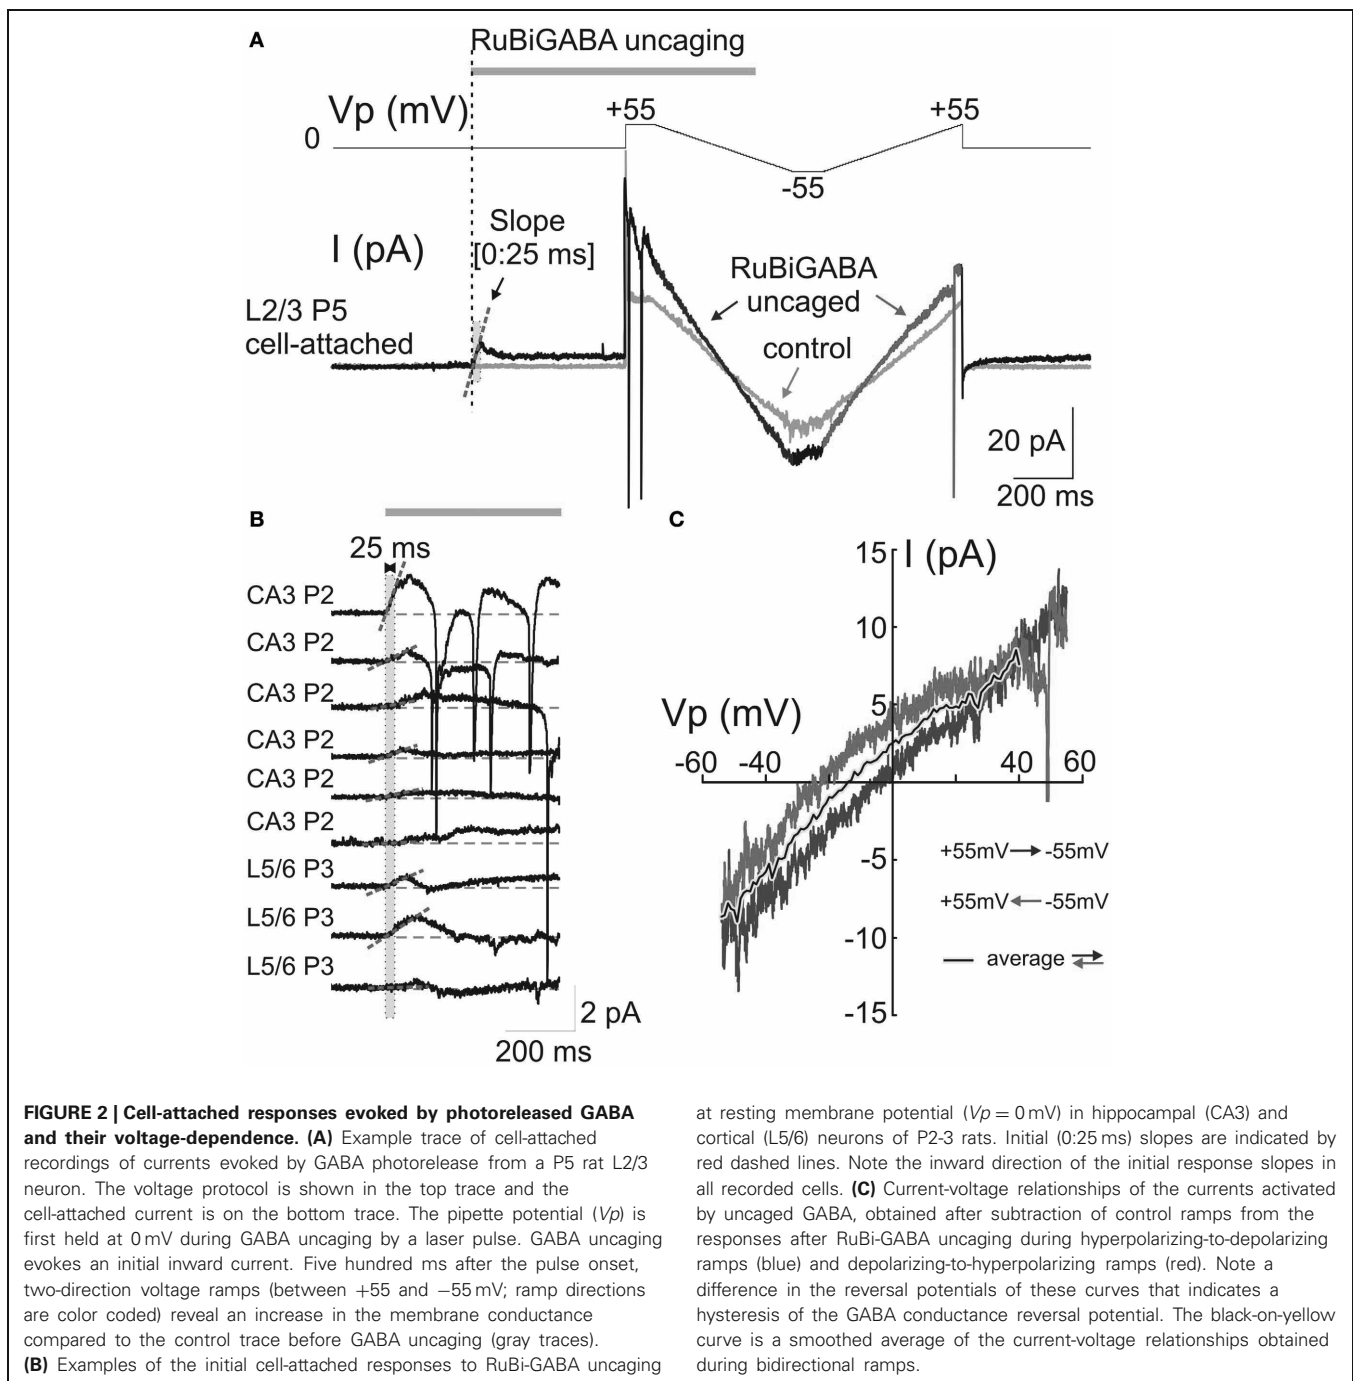 A
RuBiGABA uncaging
Vp (mV)
0
+55
+55
-55
Slope
[0:25 ms]
I (pA)
L2/3 P5
cell-attached
RuBiGABA
uncaged
control
20 pA
200 ms
B
25 ms
CA3 P2
CA3 P2
CA3 P2
CA3 P2
CA3 P2
CA3 P2
L5/6 P3
L5/6 P3
L5/6 P3
2 pA
200 ms
C
I (pA)
Vp (mV)
15
10
5
-5
-10
-15
-60
-40
40
60
+55mV → -55mV
+55mV ← -55mV
average
FIGURE 2 | Cell-attached responses evoked by photoreleased GABA
and their voltage-dependence. (A) Example trace of cell-attached
recordings of currents evoked by GABA photorelease from a P5 rat L2/3
neuron. The voltage protocol is shown in the top trace and the
cell-attached current is on the bottom trace. The pipette potential (Vp) is
first held at 0 mV during GABA uncaging by a laser pulse. GABA uncaging
evokes an initial inward current. Five hundred ms after the pulse onset,
two-direction voltage ramps (between +55 and −55 mV; ramp directions
are color coded) reveal an increase in the membrane conductance
compared to the control trace before GABA uncaging (gray traces).
(B) Examples of the initial cell-attached responses to RuBi-GABA uncaging
at resting membrane potential (Vp = 0 mV) in hippocampal (CA3) and
cortical (L5/6) neurons of P2-3 rats. Initial (0:25 ms) slopes are indicated by
red dashed lines. Note the inward direction of the initial response slopes in
all recorded cells. (C) Current-voltage relationships of the currents activated
by uncaged GABA, obtained after subtraction of control ramps from the
responses after RuBi-GABA uncaging during hyperpolarizing-to-depolarizing
ramps (blue) and depolarizing-to-hyperpolarizing ramps (red). Note a
difference in the reversal potentials of these curves that indicates a
hysteresis of the GABA conductance reversal potential. The black-on-yellow
curve is a smoothed average of the current-voltage relationships obtained
during bidirectional ramps.